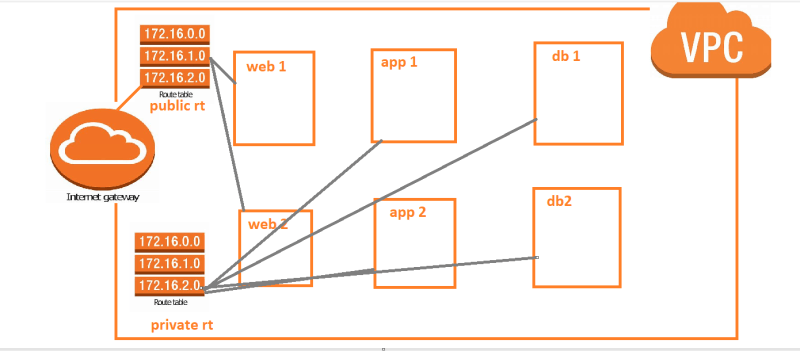 VPC
172.16.0.0
172.16.1.0
172.16.2.0
Route table
public rt
web 1
app 1
db 1
Internet gateway
web 2
app 2
db2
172.16.0.0
172.16.1.0
172.16.2.0
Route table
private rt